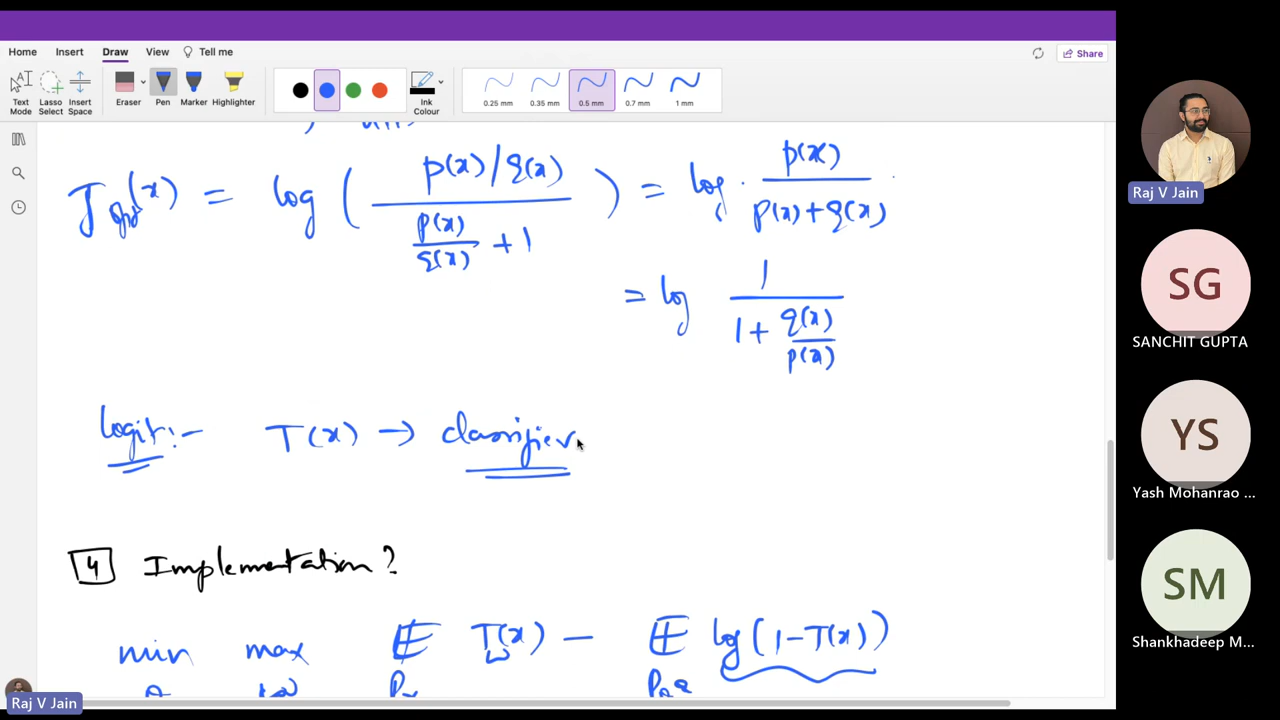 Home Insert Draw View Tell me
Share
Text Mode
Lasso Select
Insert Space
Eraser
Pen
Marker
Highlighter
Ink Colour
0.25 mm
0.35 mm
0.5 mm
0.7 mm
1 mm
T_opt(x) = log ( (p(x)/q(x)) / (p(x)/q(x) + 1) ) = log p(x) / (p(x)+q(x))
= log 1 / (1 + q(x)/p(x))
Logit:- T(x) → classifier
4 Implementation?
min max E T_w(x) − E log(1−T(x))
Raj V Jain
SG
SANCHIT GUPTA
YS
Yash Mohanrao ...
SM
Shankhadeep M...
Raj V Jain